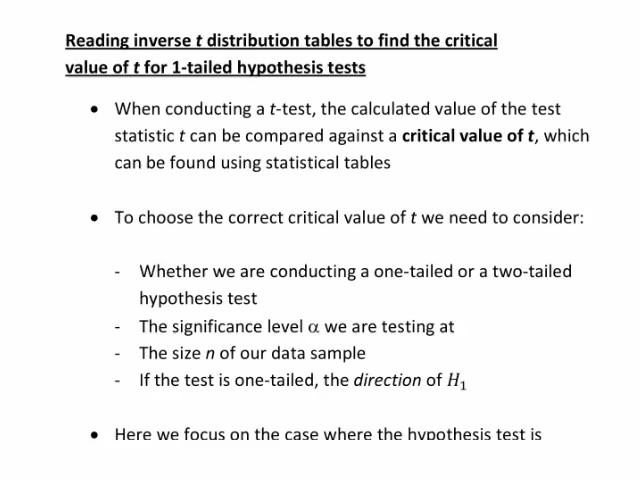 Reading inverse t distribution tables to find the critical
value of t for 1-tailed hypothesis tests
• When conducting a t-test, the calculated value of the test
statistic t can be compared against a critical value of t, which
can be found using statistical tables
• To choose the correct critical value of t we need to consider:
- Whether we are conducting a one-tailed or a two-tailed
hypothesis test
- The significance level α we are testing at
- The size n of our data sample
- If the test is one-tailed, the direction of H₁
• Here we focus on the case where the hypothesis test is